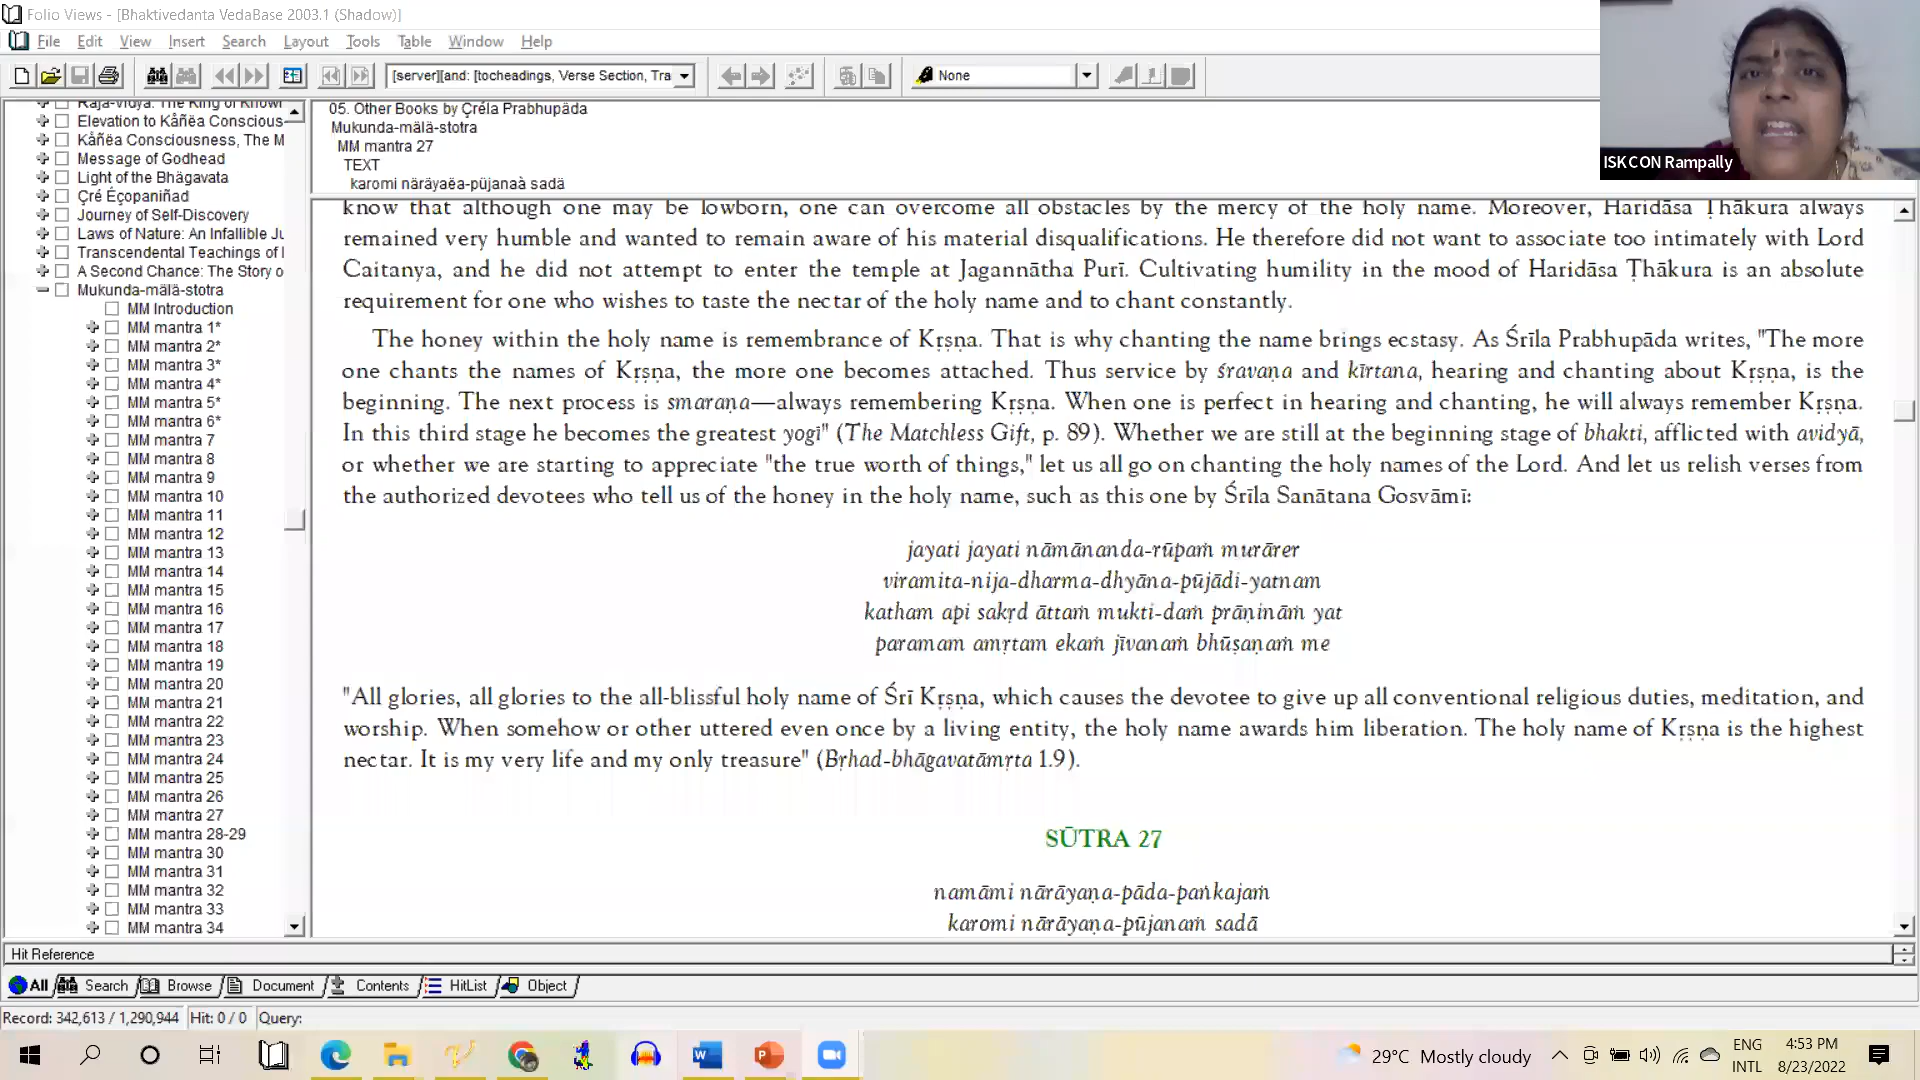 Folio Views - [Bhaktivedanta VedaBase 2003.1 (Shadow)]
File Edit View Insert Search Layout Tools Table Window Help
[server][and: [tocheadings, Verse Section, Tra
None
Elevation to Kåñëa Conscious
Kåñëa Consciousness, The M
Message of Godhead
Light of the Bhägavata
Çré Éçopaniñad
Journey of Self-Discovery
Laws of Nature: An Infallible Ju
Transcendental Teachings of
A Second Chance: The Story o
Mukunda-mälä-stotra
MM Introduction
MM mantra 1*
MM mantra 2*
MM mantra 3*
MM mantra 4*
MM mantra 5*
MM mantra 6*
MM mantra 7
MM mantra 8
MM mantra 9
MM mantra 10
MM mantra 11
MM mantra 12
MM mantra 13
MM mantra 14
MM mantra 15
MM mantra 16
MM mantra 17
MM mantra 18
MM mantra 19
MM mantra 20
MM mantra 21
MM mantra 22
MM mantra 23
MM mantra 24
MM mantra 25
MM mantra 26
MM mantra 27
MM mantra 28-29
MM mantra 30
MM mantra 31
MM mantra 32
MM mantra 33
MM mantra 34
05. Other Books by Çréla Prabhupäda
Mukunda-mälä-stotra
MM mantra 27
TEXT
karomi näräyaëa-püjanaà sadä
ISKCON Rampally
know that although one may be lowborn, one can overcome all obstacles by the mercy of the holy name. Moreover, Haridāsa Ṭhākura always
remained very humble and wanted to remain aware of his material disqualifications. He therefore did not want to associate too intimately with Lord
Caitanya, and he did not attempt to enter the temple at Jagannātha Purī. Cultivating humility in the mood of Haridāsa Ṭhākura is an absolute
requirement for one who wishes to taste the nectar of the holy name and to chant constantly.
The honey within the holy name is remembrance of Kṛṣṇa. That is why chanting the name brings ecstasy. As Śrīla Prabhupāda writes, "The more
one chants the names of Kṛṣṇa, the more one becomes attached. Thus service by śravaṇa and kīrtana, hearing and chanting about Kṛṣṇa, is the
beginning. The next process is smaraṇa—always remembering Kṛṣṇa. When one is perfect in hearing and chanting, he will always remember Kṛṣṇa.
In this third stage he becomes the greatest yogī" (The Matchless Gift, p. 89). Whether we are still at the beginning stage of bhakti, afflicted with avidyā,
or whether we are starting to appreciate "the true worth of things," let us all go on chanting the holy names of the Lord. And let us relish verses from
the authorized devotees who tell us of the honey in the holy name, such as this one by Śrīla Sanātana Gosvāmī:
jayati jayati nāmānanda-rūpaṁ murārer
viramita-nija-dharma-dhyāna-pūjādi-yatnam
katham api sakṛd āttaṁ mukti-daṁ prāṇināṁ yat
paramam amṛtam ekaṁ jīvanaṁ bhūṣaṇaṁ me
"All glories, all glories to the all-blissful holy name of Śrī Kṛṣṇa, which causes the devotee to give up all conventional religious duties, meditation, and
worship. When somehow or other uttered even once by a living entity, the holy name awards him liberation. The holy name of Kṛṣṇa is the highest
nectar. It is my very life and my only treasure" (Bṛhad-bhāgavatāmṛta 1.9).
SŪTRA 27
namāmi nārāyaṇa-pāda-paṅkajaṁ
karomi nārāyaṇa-pūjanaṁ sadā
Hit Reference
All Search Browse Document Contents HitList Object
Record: 342,613 / 1,290,944 Hit: 0 / 0 Query:
29°C Mostly cloudy
ENG
INTL
4:53 PM
8/23/2022